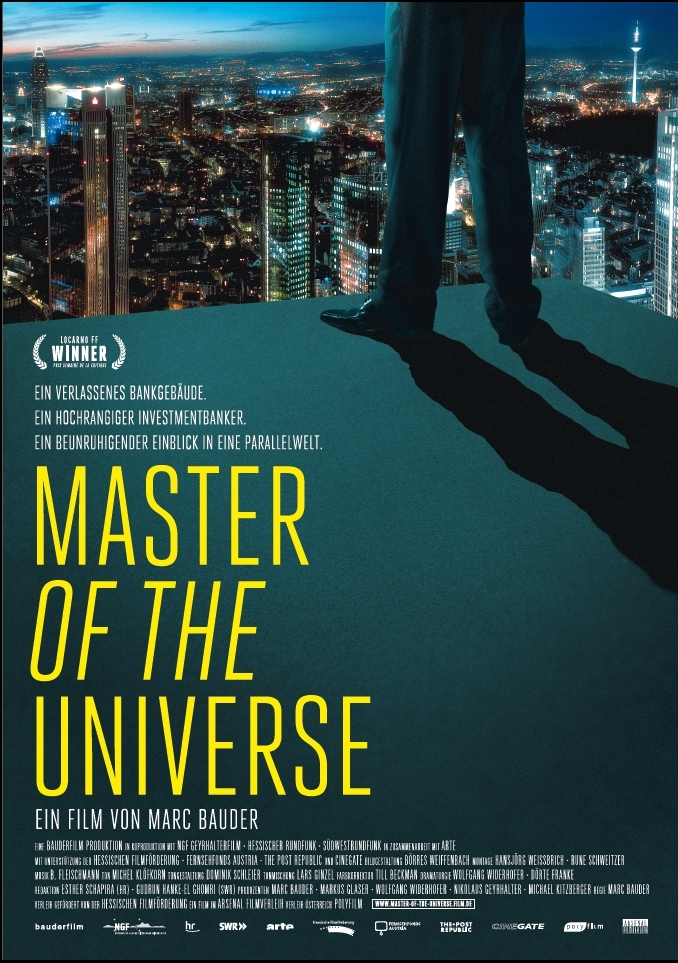 LOCARNO FF
WINNER
PRIX SEMAINE DE LA CRITIQUE
EIN VERLASSENES BANKGEBÄUDE.
EIN HOCHRANGIGER INVESTMENTBANKER.
EIN BEUNRUHIGENDER EINBLICK IN EINE PARALLELWELT.
MASTER
OF THE
UNIVERSE
EIN FILM VON MARC BAUDER
EINE BAUDERFILM PRODUKTION IN KOPRODUKTION MIT NGF GEYRHALTERFILM · HESSISCHER RUNDFUNK · SÜDWESTRUNDFUNK IN ZUSAMMENARBEIT MIT ARTE
MIT UNTERSTÜTZUNG DER HESSISCHEN FILMFÖRDERUNG · FERNSEHFONDS AUSTRIA · THE POST REPUBLIC UND CINEGATE BILDGESTALTUNG BÖRRES WEIFFENBACH MONTAGE HANSJÖRG WEISSBRICH · RUNE SCHWEITZER
MUSIK B. FLEISCHMANN TON MICHEL KLÖFKORN TONGESTALTUNG DOMINIK SCHLEIER TONMISCHUNG LARS GINZEL FARBKORREKTUR TILL BECKMAN DRAMATURGIE WOLFGANG WIDERHOFER · DÖRTE FRANKE
REDAKTION ESTHER SCHAPIRA (HR) · GUDRUN HANKE-EL GHOMRI (SWR) PRODUZENTEN MARC BAUDER · MARKUS GLASER · WOLFGANG WIDERHOFER · NIKOLAUS GEYRHALTER · MICHAEL KITZBERGER REGIE MARC BAUDER
VERLEIH GEFÖRDERT VON DER HESSISCHEN FILMFÖRDERUNG EIN FILM IM ARSENAL FILMVERLEIH VERLEIH ÖSTERREICH POLYFILM WWW.MASTER-OF-THE-UNIVERSE-FILM.DE
bauderfilm NGF hr SWR» arte Hessische Filmförderung FERNSEHFONDS AUSTRIA THE POST REPUBLIC CINEGATE polyfilm ARSENAL FILMVERLEIH